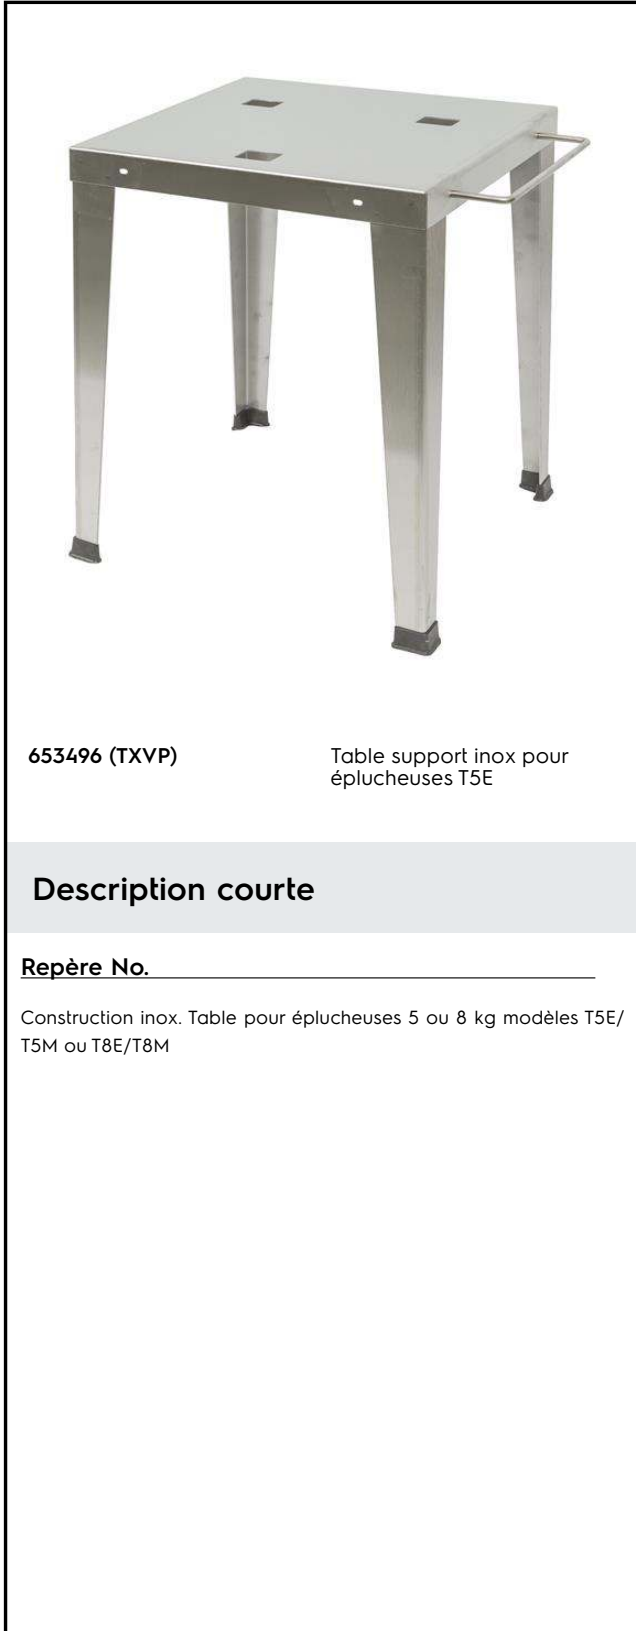 653496 (TXVP)
Table support inox pour
éplucheuses T5E
Description courte
Repère No.
Construction inox. Table pour éplucheuses 5 ou 8 kg modèles T5E/
T5M ou T8E/T8M